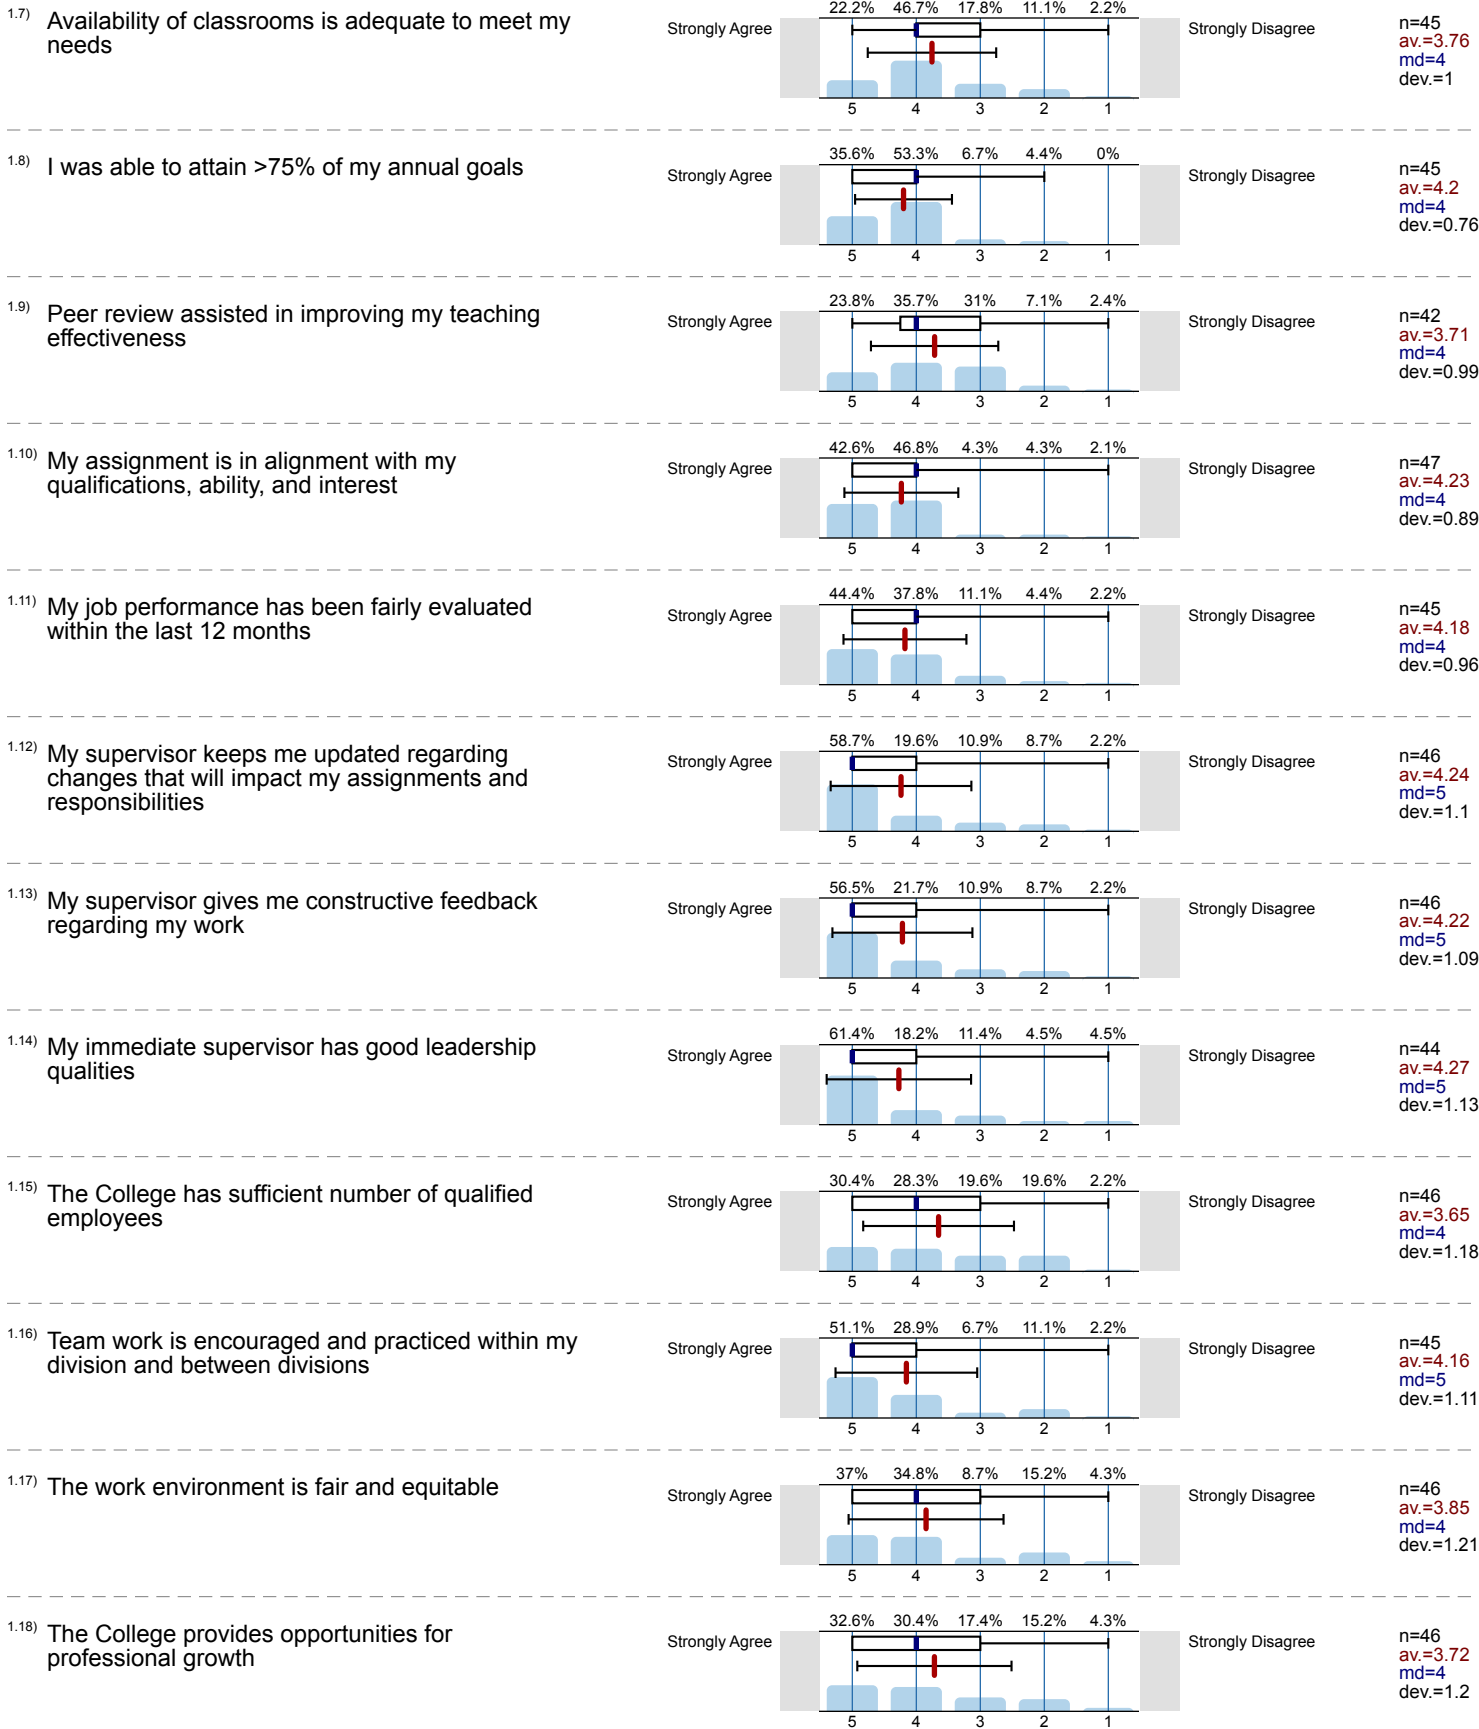 1.7) Availability of classrooms is adequate to meet my
needs
22.2% 46.7% 17.8% 11.1% 2.2%
Strongly Agree Strongly Disagree
n=45
av.=3.76
md=4
dev.=1
5 4 3 2 1
1.8) I was able to attain >75% of my annual goals
35.6% 53.3% 6.7% 4.4% 0%
Strongly Agree Strongly Disagree
n=45
av.=4.2
md=4
dev.=0.76
5 4 3 2 1
1.9) Peer review assisted in improving my teaching
effectiveness
23.8% 35.7% 31% 7.1% 2.4%
Strongly Agree Strongly Disagree
n=42
av.=3.71
md=4
dev.=0.99
5 4 3 2 1
1.10) My assignment is in alignment with my
qualifications, ability, and interest
42.6% 46.8% 4.3% 4.3% 2.1%
Strongly Agree Strongly Disagree
n=47
av.=4.23
md=4
dev.=0.89
5 4 3 2 1
1.11) My job performance has been fairly evaluated
within the last 12 months
44.4% 37.8% 11.1% 4.4% 2.2%
Strongly Agree Strongly Disagree
n=45
av.=4.18
md=4
dev.=0.96
5 4 3 2 1
1.12) My supervisor keeps me updated regarding
changes that will impact my assignments and
responsibilities
58.7% 19.6% 10.9% 8.7% 2.2%
Strongly Agree Strongly Disagree
n=46
av.=4.24
md=5
dev.=1.1
5 4 3 2 1
1.13) My supervisor gives me constructive feedback
regarding my work
56.5% 21.7% 10.9% 8.7% 2.2%
Strongly Agree Strongly Disagree
n=46
av.=4.22
md=5
dev.=1.09
5 4 3 2 1
1.14) My immediate supervisor has good leadership
qualities
61.4% 18.2% 11.4% 4.5% 4.5%
Strongly Agree Strongly Disagree
n=44
av.=4.27
md=5
dev.=1.13
5 4 3 2 1
1.15) The College has sufficient number of qualified
employees
30.4% 28.3% 19.6% 19.6% 2.2%
Strongly Agree Strongly Disagree
n=46
av.=3.65
md=4
dev.=1.18
5 4 3 2 1
1.16) Team work is encouraged and practiced within my
division and between divisions
51.1% 28.9% 6.7% 11.1% 2.2%
Strongly Agree Strongly Disagree
n=45
av.=4.16
md=5
dev.=1.11
5 4 3 2 1
1.17) The work environment is fair and equitable
37% 34.8% 8.7% 15.2% 4.3%
Strongly Agree Strongly Disagree
n=46
av.=3.85
md=4
dev.=1.21
5 4 3 2 1
1.18) The College provides opportunities for
professional growth
32.6% 30.4% 17.4% 15.2% 4.3%
Strongly Agree Strongly Disagree
n=46
av.=3.72
md=4
dev.=1.2
5 4 3 2 1